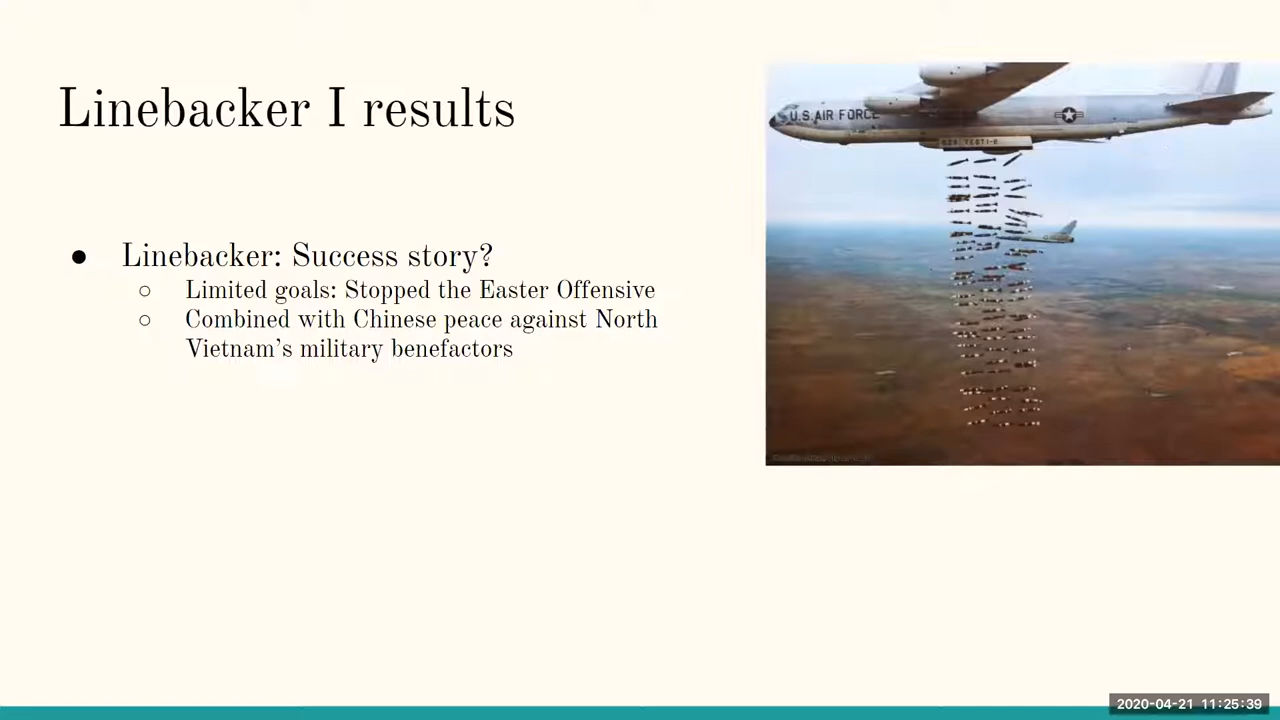 Linebacker I results
● Linebacker: Success story?
○ Limited goals: Stopped the Easter Offensive
○ Combined with Chinese peace against North
Vietnam's military benefactors
U.S. AIR FORCE
2020-04-21 11:25:39